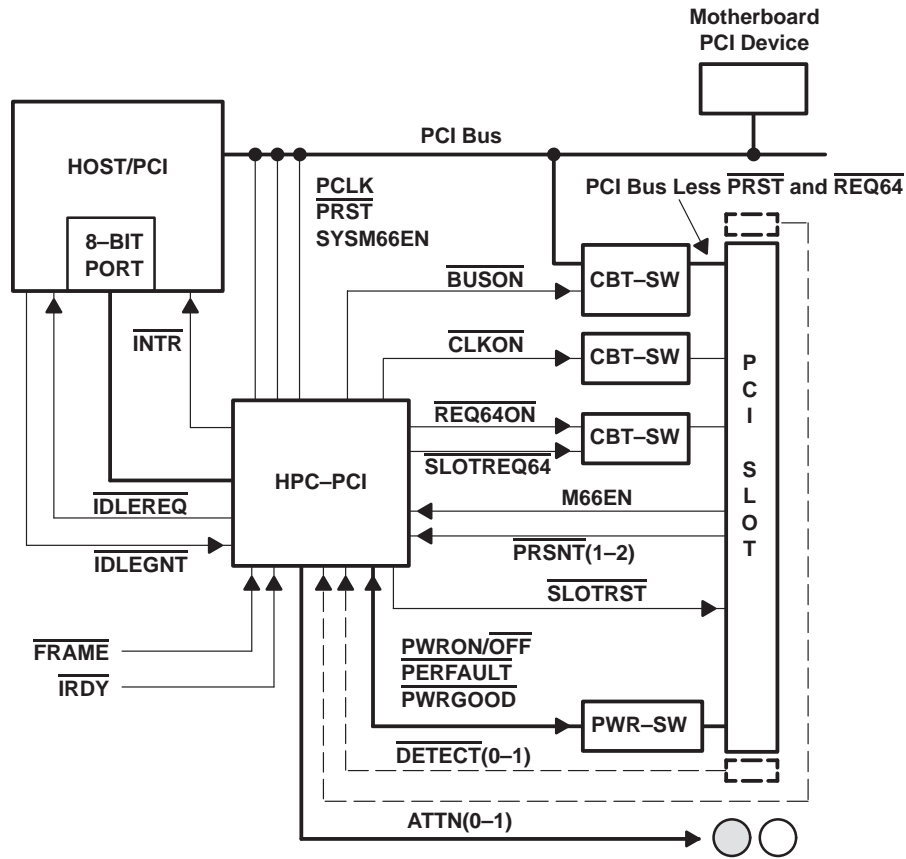 Motherboard
PCI Device
PCI Bus
HOST/PCI
8–BIT
PORT
PCLK
PRST
SYSM66EN
PCI Bus Less PRST and REQ64
BUSON
CBT–SW
INTR
CLKON
CBT–SW
REQ64ON
SLOTREQ64
CBT–SW
PCI SLOT
HPC–PCI
M66EN
IDLEREQ
PRSNT(1–2)
IDLEGNT
SLOTRST
FRAME
IRDY
PWRON/OFF
PERFAULT
PWRGOOD
PWR–SW
DETECT(0–1)
ATTN(0–1)